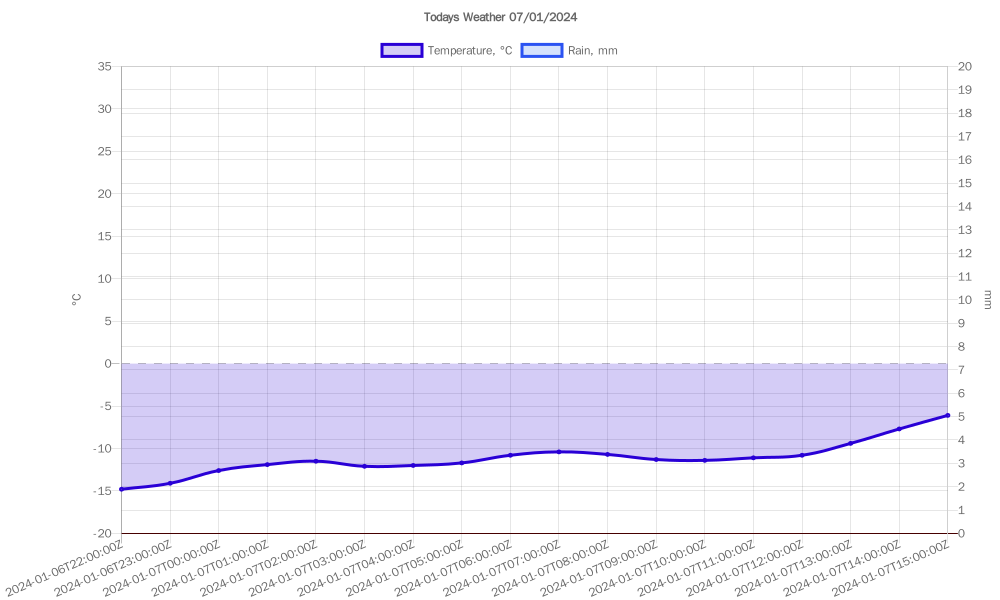 Todays Weather 07/01/2024
Temperature, °C
Rain, mm
35
30
25
20
15
10
5
0
-5
-10
-15
-20
°C
20
19
18
17
16
15
14
13
12
11
10
9
8
7
6
5
4
3
2
1
0
mm
2024-01-06T22:00:00Z
2024-01-06T23:00:00Z
2024-01-07T00:00:00Z
2024-01-07T01:00:00Z
2024-01-07T02:00:00Z
2024-01-07T03:00:00Z
2024-01-07T04:00:00Z
2024-01-07T05:00:00Z
2024-01-07T06:00:00Z
2024-01-07T07:00:00Z
2024-01-07T08:00:00Z
2024-01-07T09:00:00Z
2024-01-07T10:00:00Z
2024-01-07T11:00:00Z
2024-01-07T12:00:00Z
2024-01-07T13:00:00Z
2024-01-07T14:00:00Z
2024-01-07T15:00:00Z